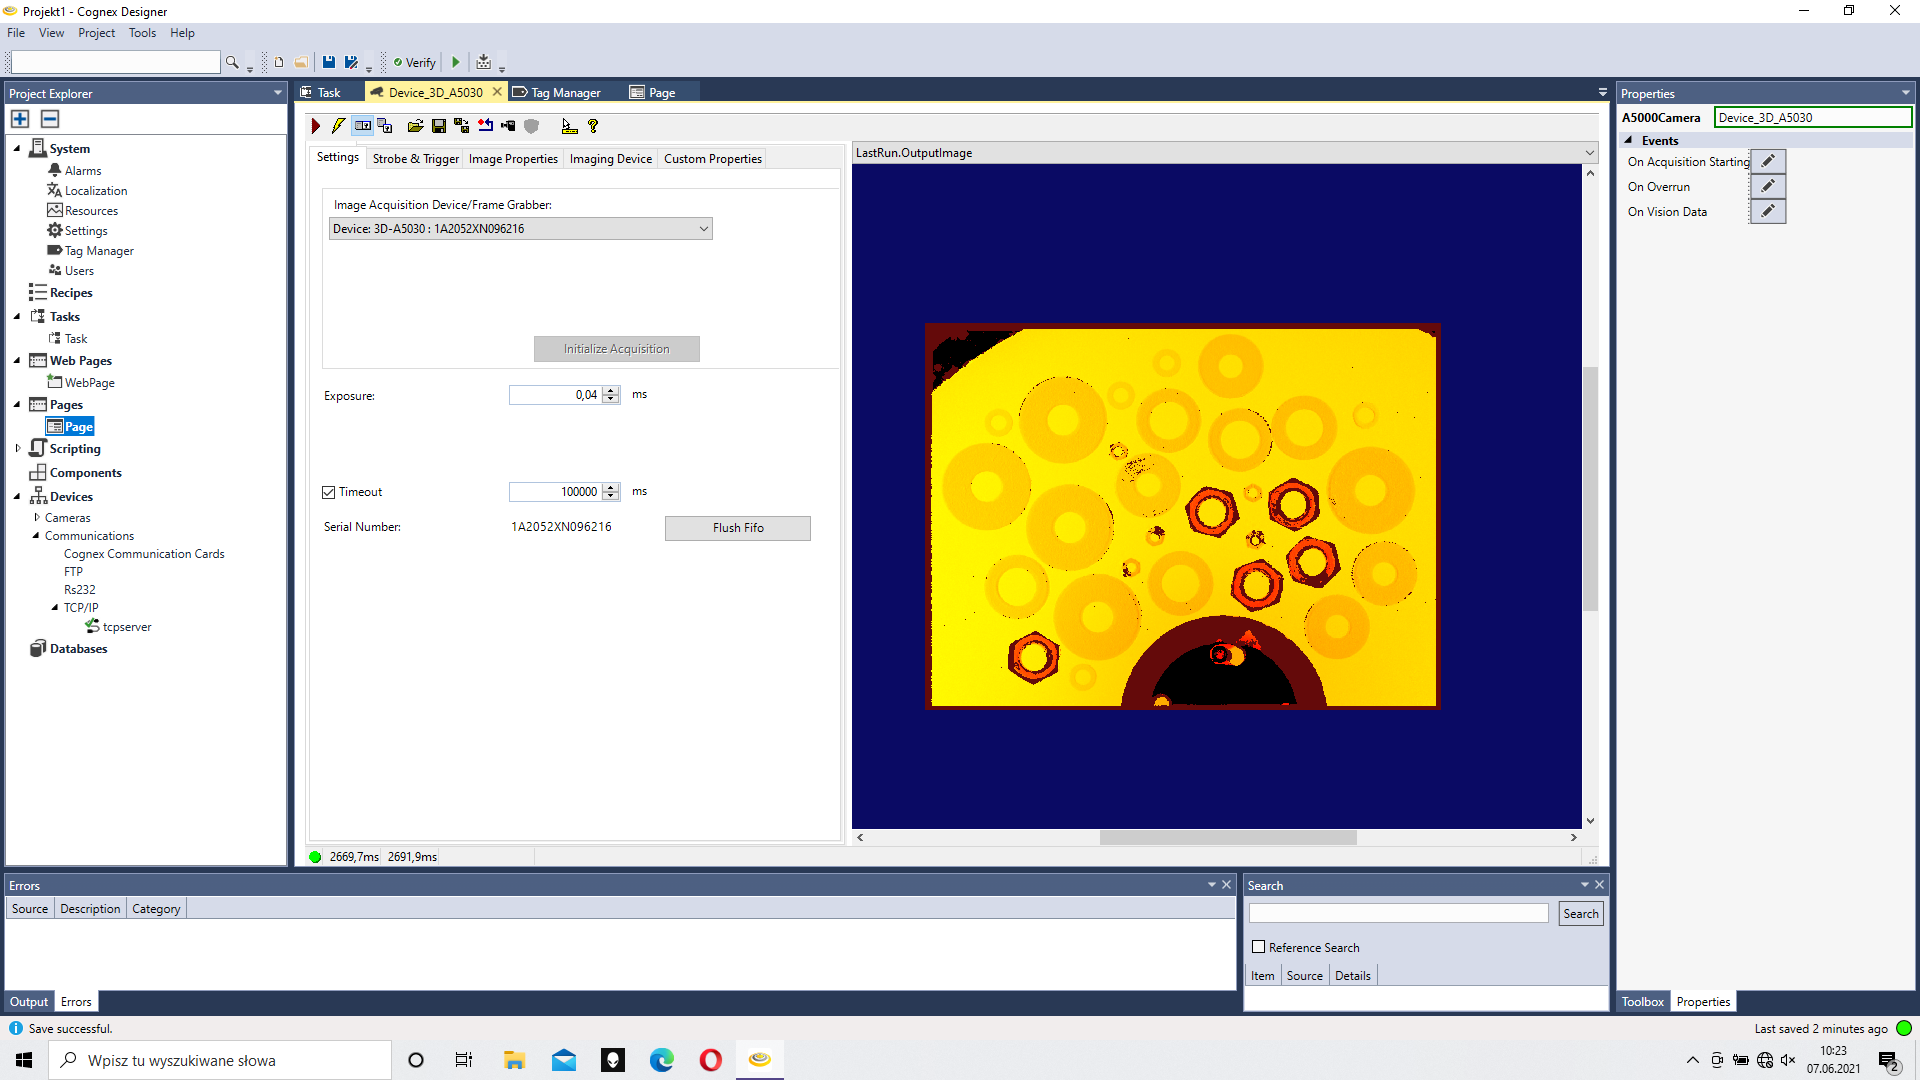 Projekt1 - Cognex Designer
File View Project Tools Help
Verify
Project Explorer
System
Alarms
Localization
Resources
Settings
Tag Manager
Users
Recipes
Tasks
Task
Web Pages
WebPage
Pages
Page
Scripting
Components
Devices
Cameras
Communications
Cognex Communication Cards
FTP
Rs232
TCP/IP
tcpserver
Databases
Task Device_3D_A5030 Tag Manager Page
Settings Strobe & Trigger Image Properties Imaging Device Custom Properties
Image Acquisition Device/Frame Grabber:
Device: 3D-A5030 : 1A2052XN096216
Initialize Acquisition
Exposure: 0,04 ms
Timeout 100000 ms
Serial Number: 1A2052XN096216 Flush Fifo
2669,7ms 2691,9ms
LastRun.OutputImage
Properties
A5000Camera Device_3D_A5030
Events
On Acquisition Starting
On Overrun
On Vision Data
Errors
Source Description Category
Output Errors
Search
Search
Reference Search
Item Source Details
Toolbox Properties
Save successful.
Last saved 2 minutes ago
Wpisz tu wyszukiwane słowa
10:23
07.06.2021
2